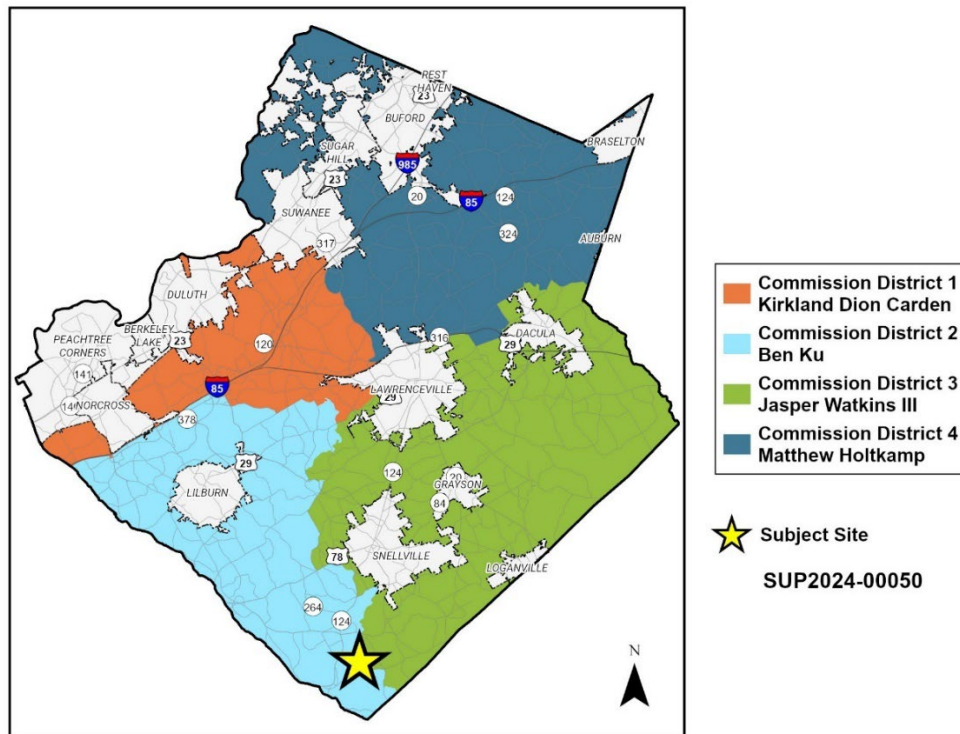 REST
HAVEN
23
BUFORD
BRASELTON
SUGAR
HILL
985
23
20
85
124
SUWANEE
324
317
AUBURN
DULUTH
BERKELEY
LAKE
23
PEACHTREE
CORNERS
120
316
DACULA
29
141
85
LAWRENCEVILLE
29
14
NORCROSS
378
29
LILBURN
124
20
GRAYSON
84
78
SNELLVILLE
LOGANVILLE
264
124
N
Commission District 1
Kirkland Dion Carden
Commission District 2
Ben Ku
Commission District 3
Jasper Watkins III
Commission District 4
Matthew Holtkamp
Subject Site
SUP2024-00050